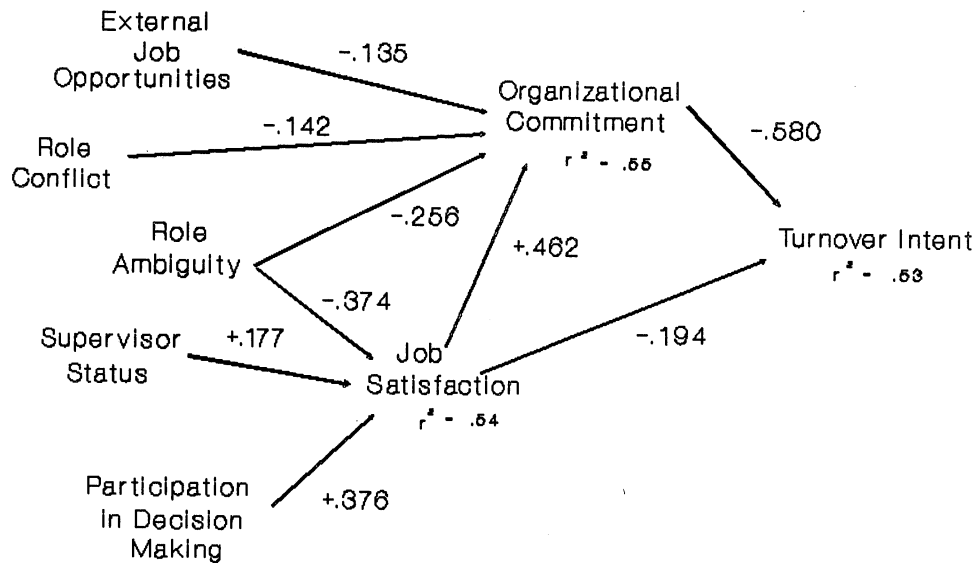 External
Job
Opportunities
-.135
Organizational
Commitment
r² - .55
-.142
-.580
Role
Conflict
-.256
Role
Ambiguity
+.462
Turnover Intent
r² - .53
-.374
Supervisor
Status
+.177
Job
Satisfaction
r² - .54
-.194
Participation
in Decision
Making
+.376